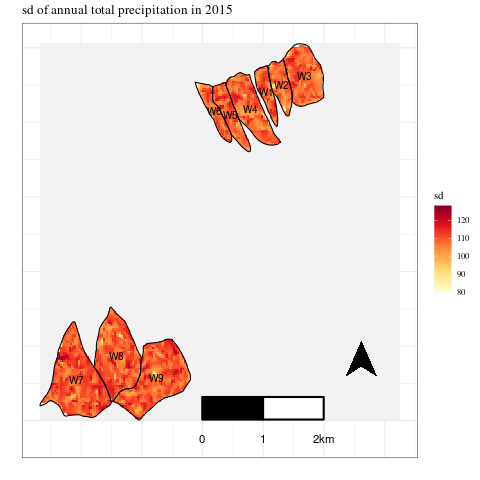 sd of annual total precipitation in 2015
W3
W2
W1
W4
W6
W5
sd
120
110
100
90
80
W8
W9
W7
0 1 2km